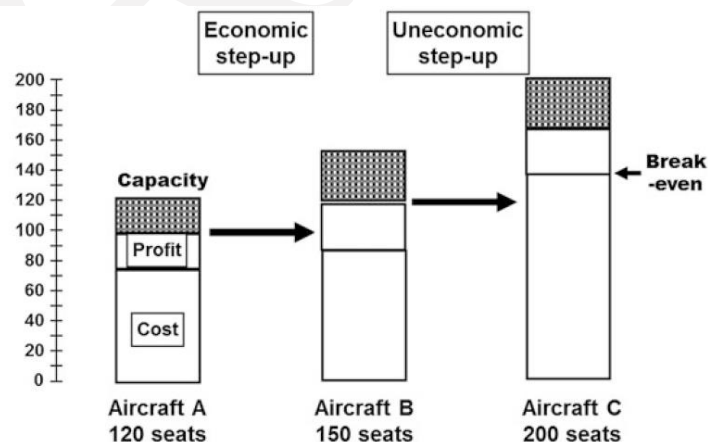 Economic
step-up
Uneconomic
step-up
200
180
160
140
120
100
80
60
40
20
0
Capacity
Profit
Cost
Break
-even
Aircraft A
120 seats
Aircraft B
150 seats
Aircraft C
200 seats